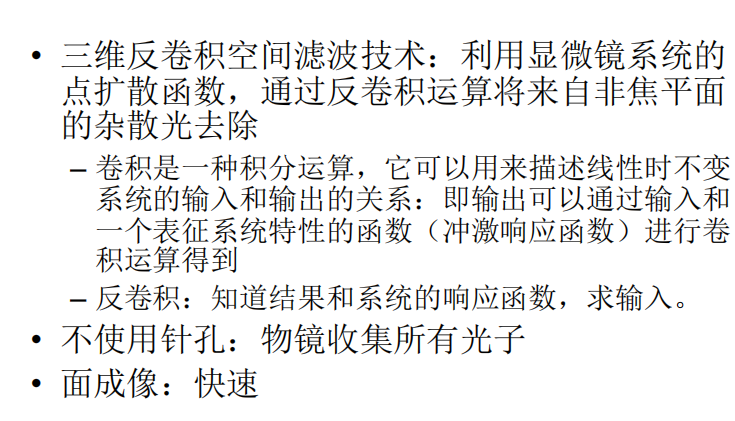 • 三维反卷积空间滤波技术：利用显微镜系统的
点扩散函数，通过反卷积运算将来自非焦平面
的杂散光去除
– 卷积是一种积分运算，它可以用来描述线性时不变
系统的输入和输出的关系：即输出可以通过输入和
一个表征系统特性的函数（冲激响应函数）进行卷
积运算得到
– 反卷积：知道结果和系统的响应函数，求输入。
• 不使用针孔：物镜收集所有光子
• 面成像：快速